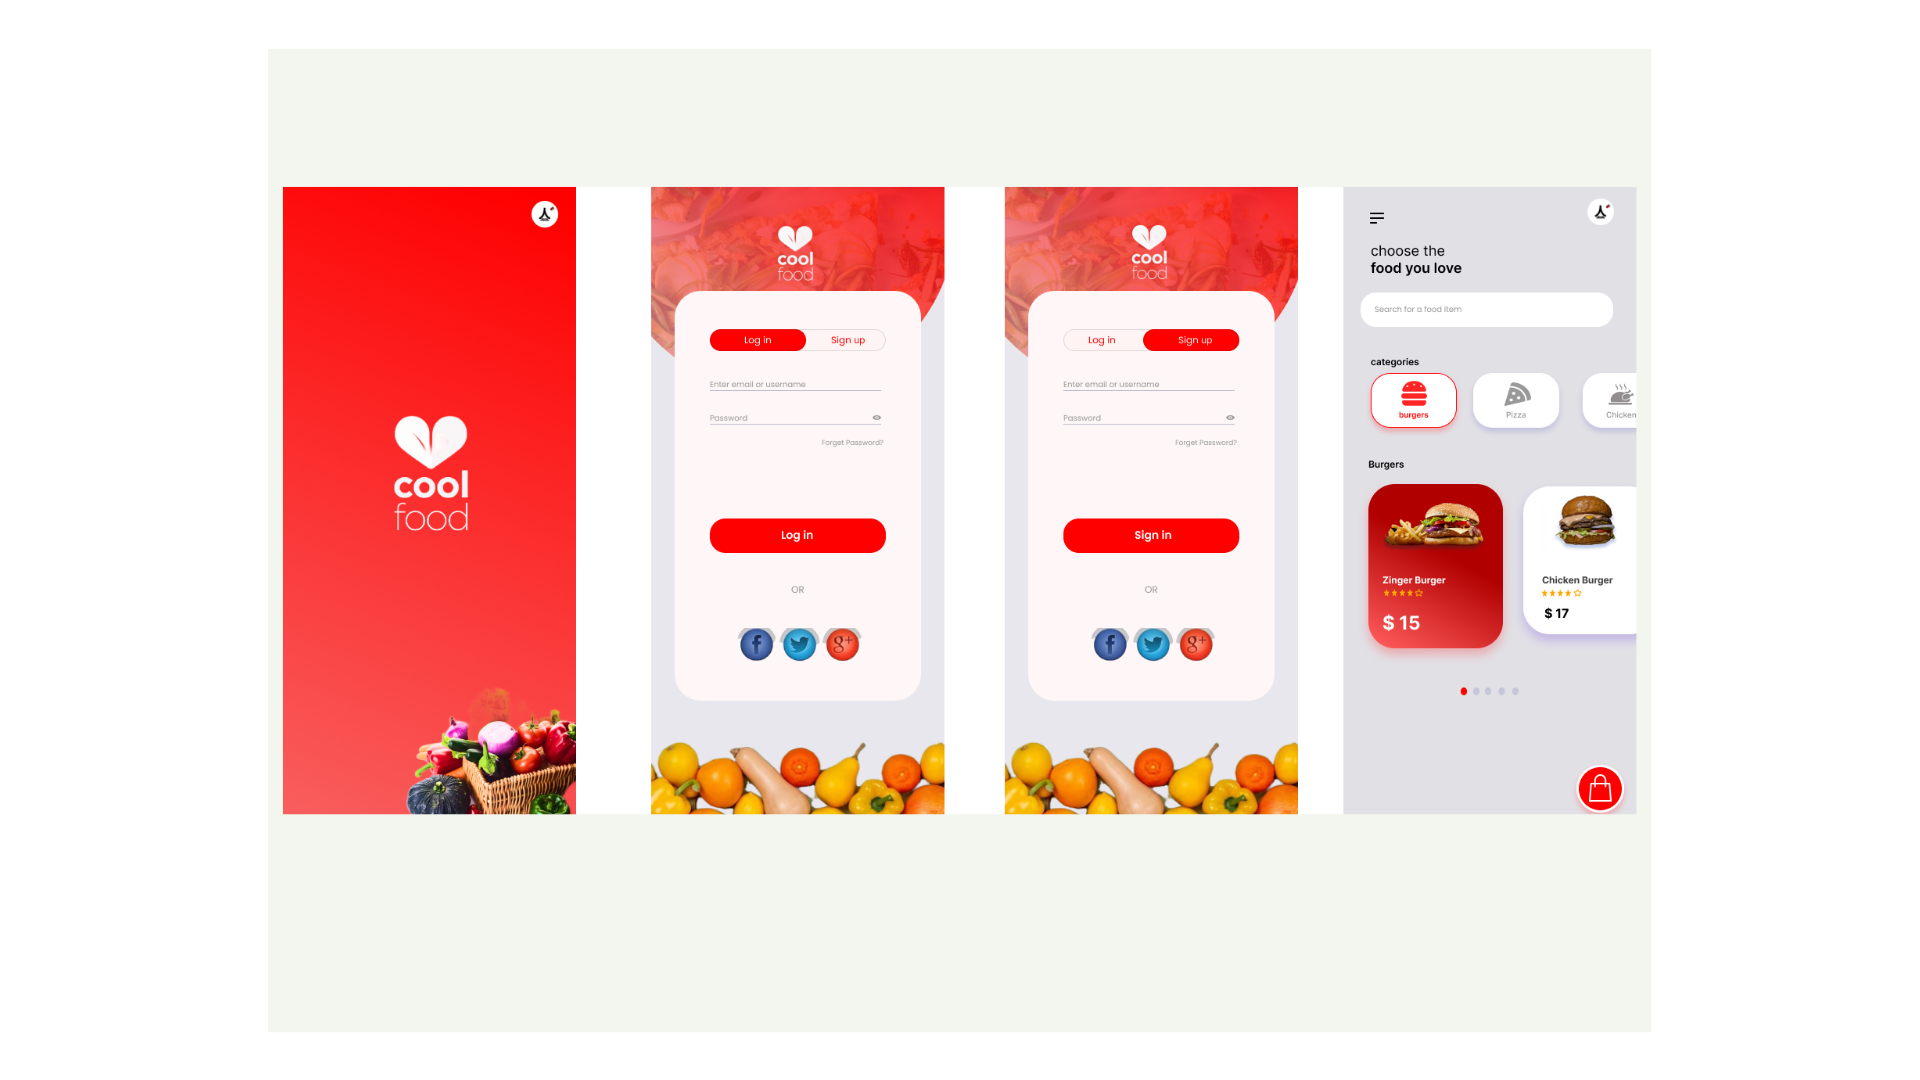 cool
food
cool
food
Log in
Sign up
Enter email or username
Password
Forget Password?
Log in
OR
f
g+
cool
food
Log in
Sign up
Enter email or username
Password
Forget Password?
Sign in
OR
f
g+
choose the
food you love
Search for a food item
categories
burgers
Pizza
Chicken
Burgers
Zinger Burger
$ 15
Chicken Burger
$ 17